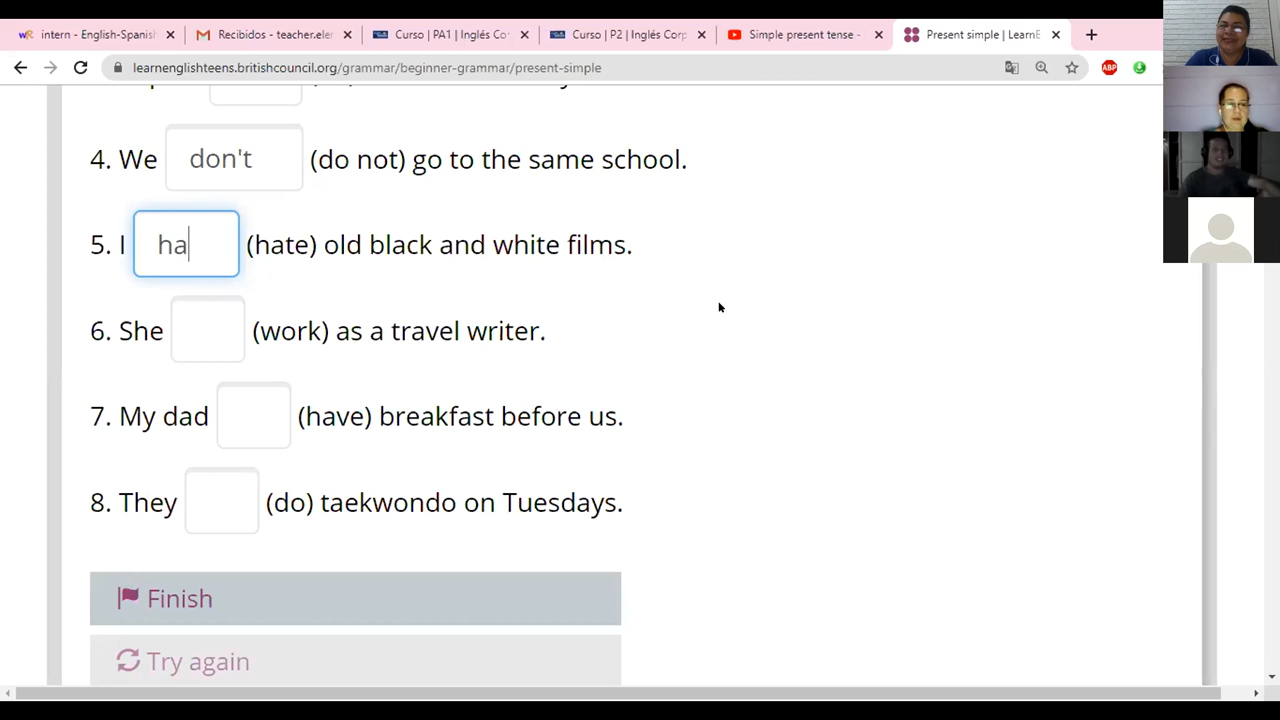 intern - English-Spanish
Recibidos - teacher.eler
Curso | PA1 | Inglés Co
Curso | P2 | Inglés Corp
Simple present tense -
Present simple | LearnE
learnenglishteens.britishcouncil.org/grammar/beginner-grammar/present-simple
ABP
4. We don't (do not) go to the same school.
5. I ha (hate) old black and white films.
6. She (work) as a travel writer.
7. My dad (have) breakfast before us.
8. They (do) taekwondo on Tuesdays.
Finish
Try again